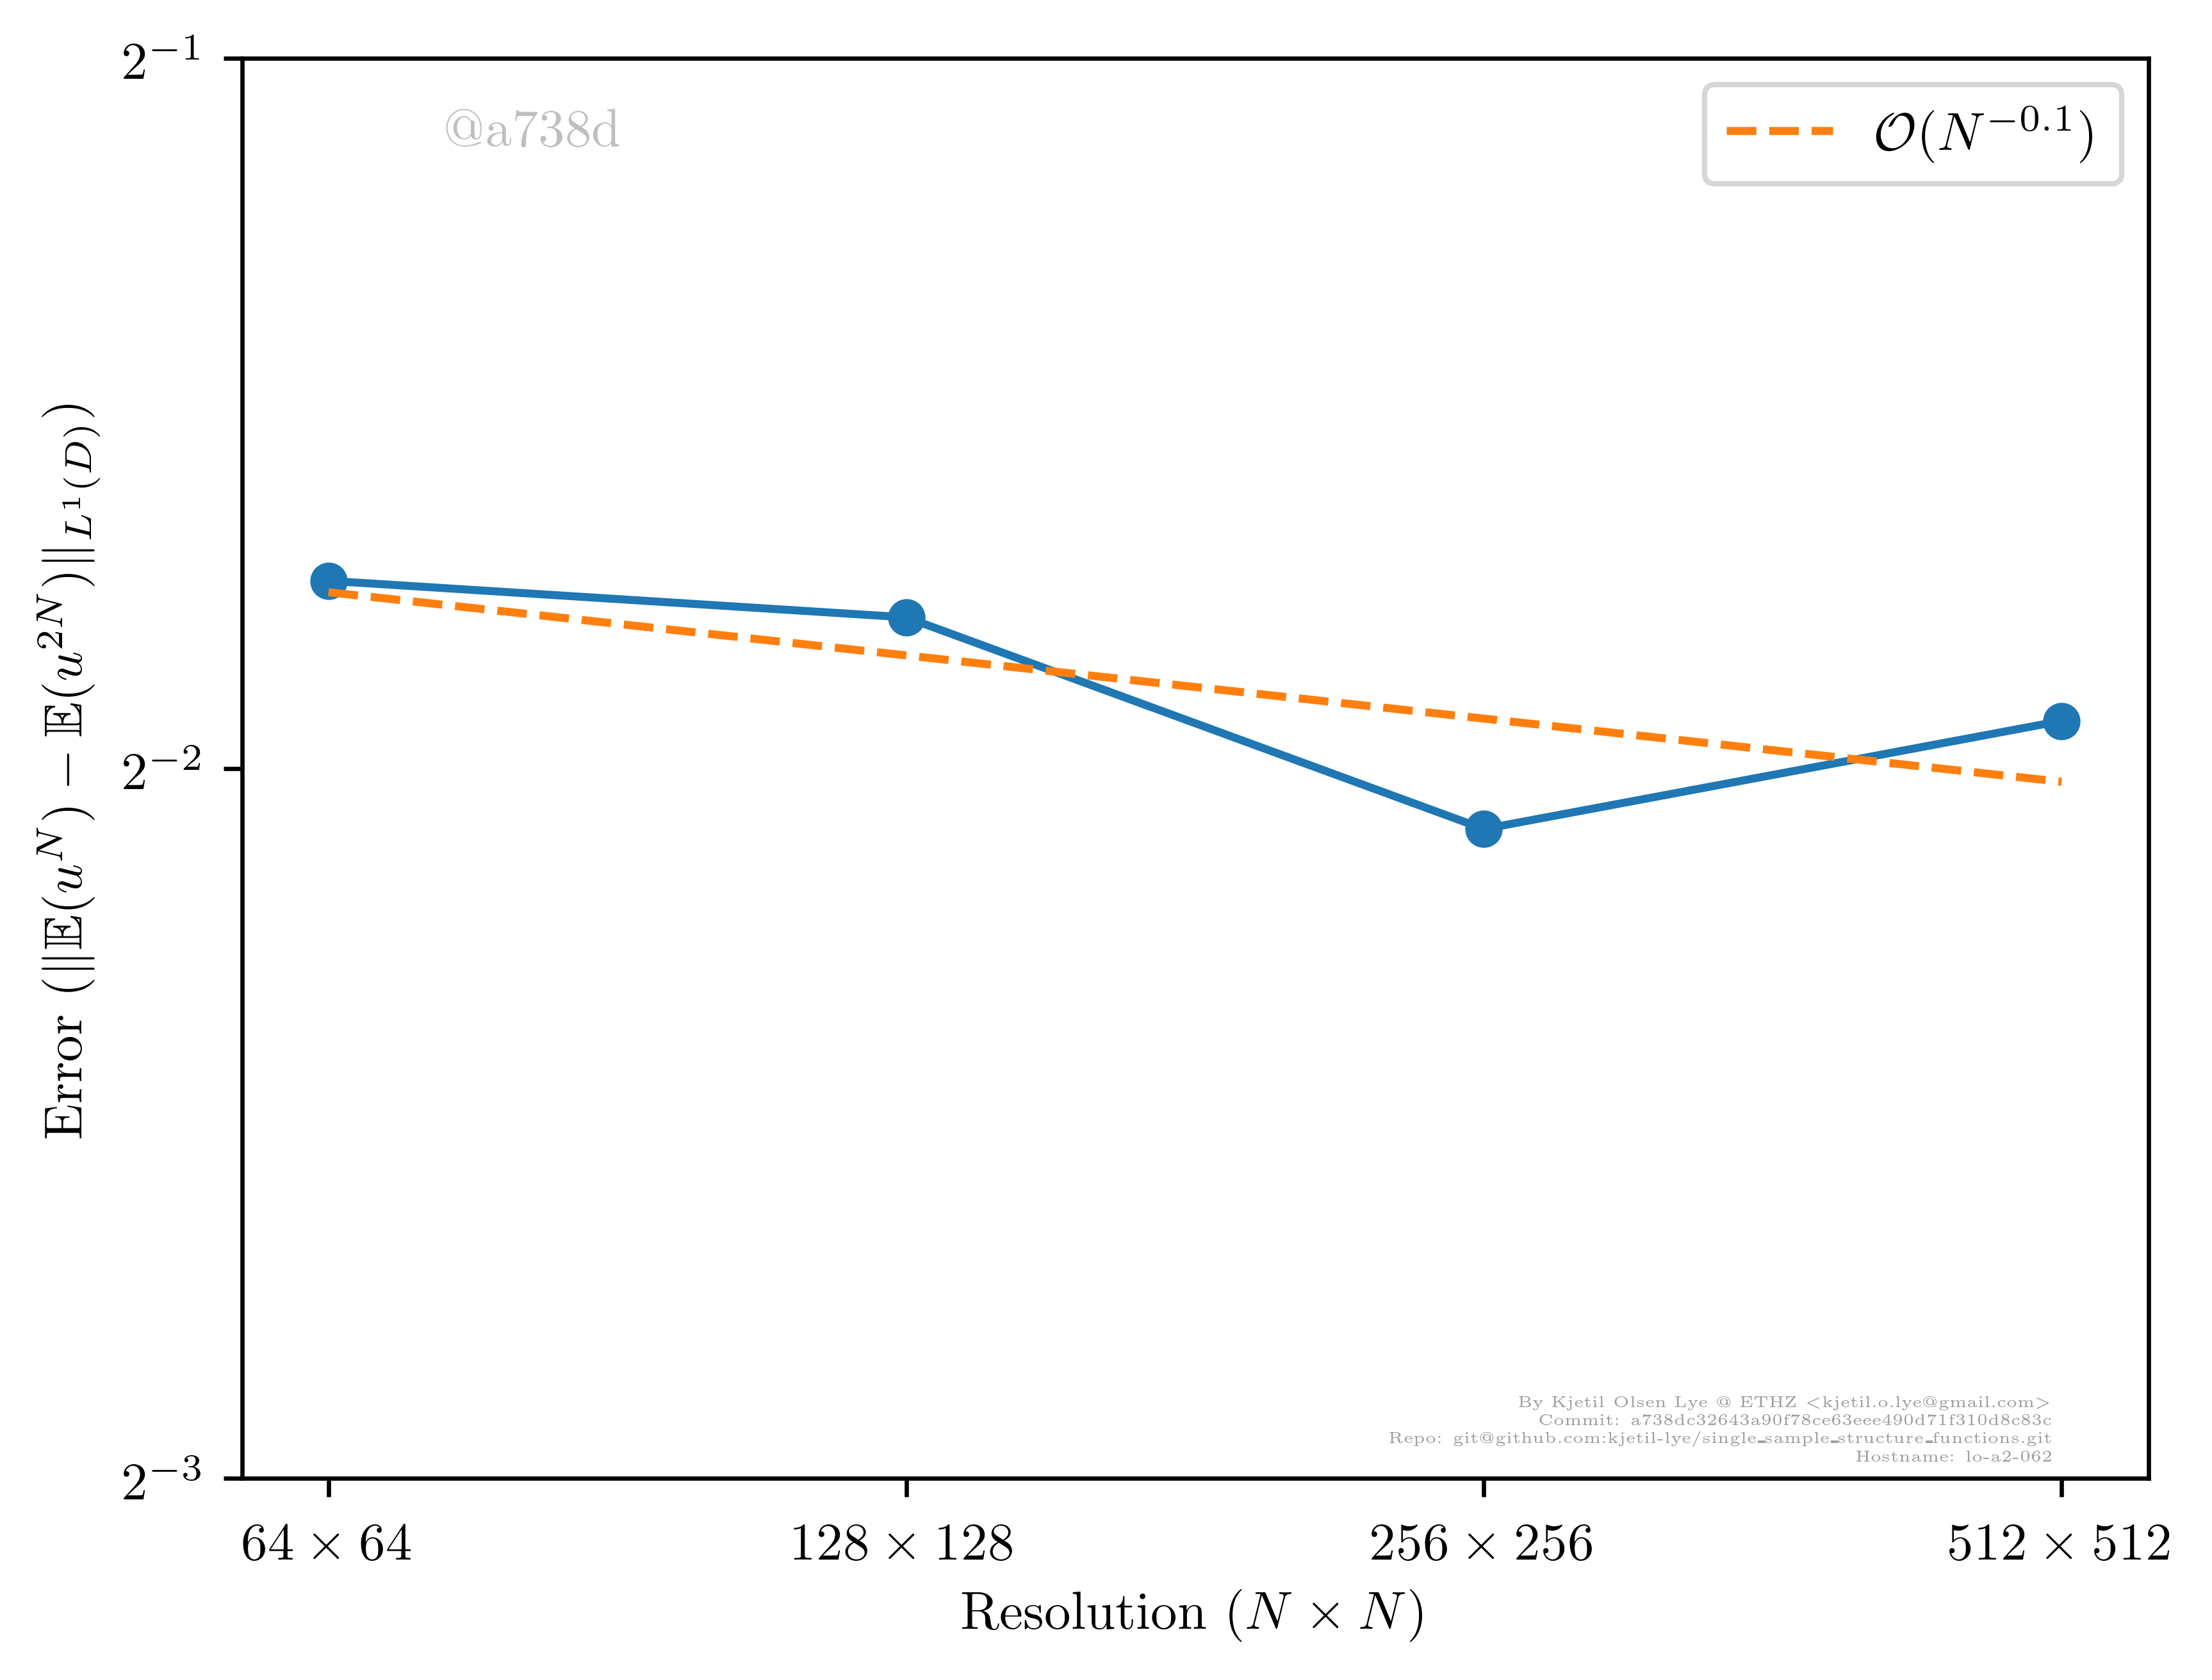 2⁻¹
@a738d
𝒪(N⁻⁰·¹)
Error (||𝔼(u^N) − 𝔼(u^{2N})||_{L¹(D)})
2⁻²
2⁻³
By Kjetil Olsen Lye @ ETHZ <kjetil.o.lye@gmail.com>
Commit: a738dc32643a90f78ce63eee490d71f310d8c83c
Repo: git@github.com:kjetil-lye/single_sample_structure_functions.git
Hostname: lo-a2-062
64 × 64 128 × 128 256 × 256 512 × 512
Resolution (N × N)